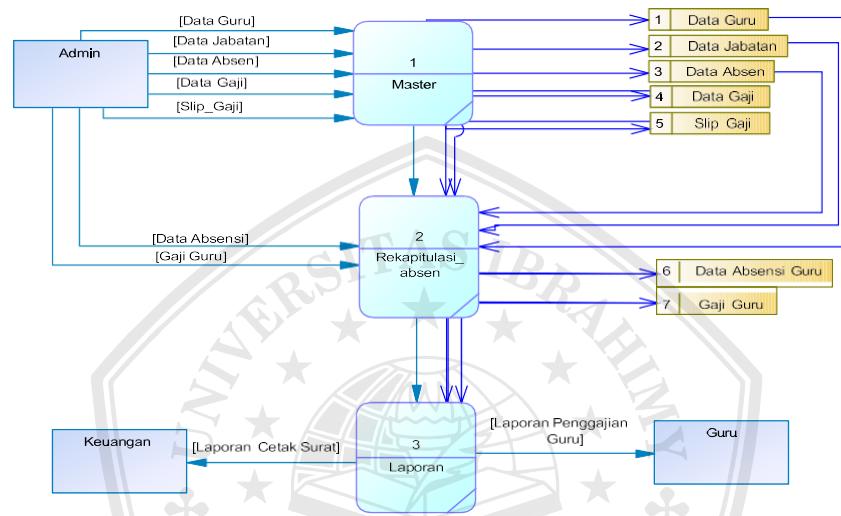 [Data Guru]
[Data Jabatan]
[Data Absen]
[Data Gaji]
[Slip_Gaji]
Admin
1
Master
1 Data Guru
2 Data Jabatan
3 Data Absen
4 Data Gaji
5 Slip Gaji
[Data Absensi]
[Gaji Guru]
2
Rekapitulasi_
absen
6 Data Absensi Guru
7 Gaji Guru
UNIVERSITAS IBRAHIMY
Keuangan
[Laporan Cetak Surat]
3
Laporan
[Laporan Penggajian
Guru]
Guru